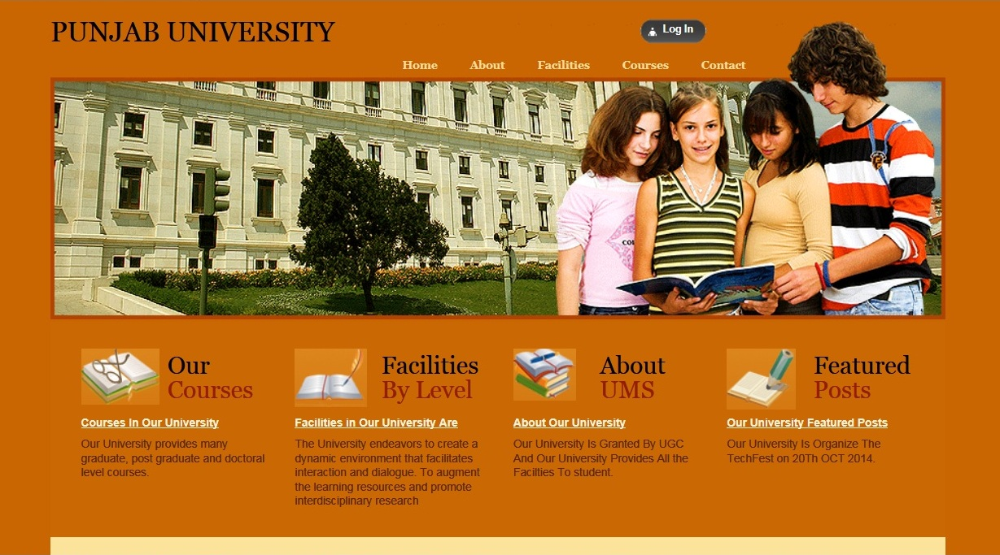 PUNJAB UNIVERSITY
Log In
Home About Facilities Courses Contact
Our
Courses
Courses In Our University
Our University provides many
graduate, post graduate and doctoral
level courses.
Facilities
By Level
Facilities in Our University Are
The University endeavors to create a
dynamic environment that facilitates
interaction and dialogue. To augment
the learning resources and promote
interdisciplinary research
About
UMS
About Our University
Our University Is Granted By UGC
And Our University Provides All the
Facilties To student.
Featured
Posts
Our University Featured Posts
Our University Is Organize The
TechFest on 20Th OCT 2014.